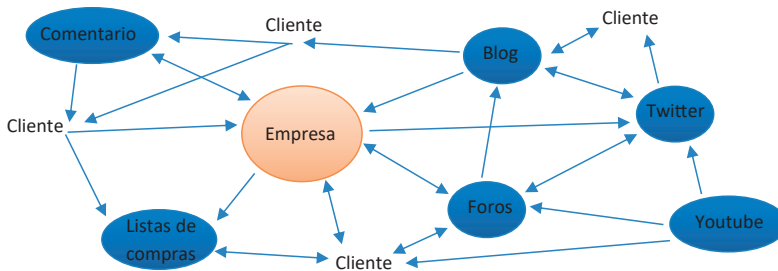 Cliente
Cliente
Comentario
Blog
Twitter
Cliente
Empresa
Foros
Youtube
Listas de
compras
Cliente